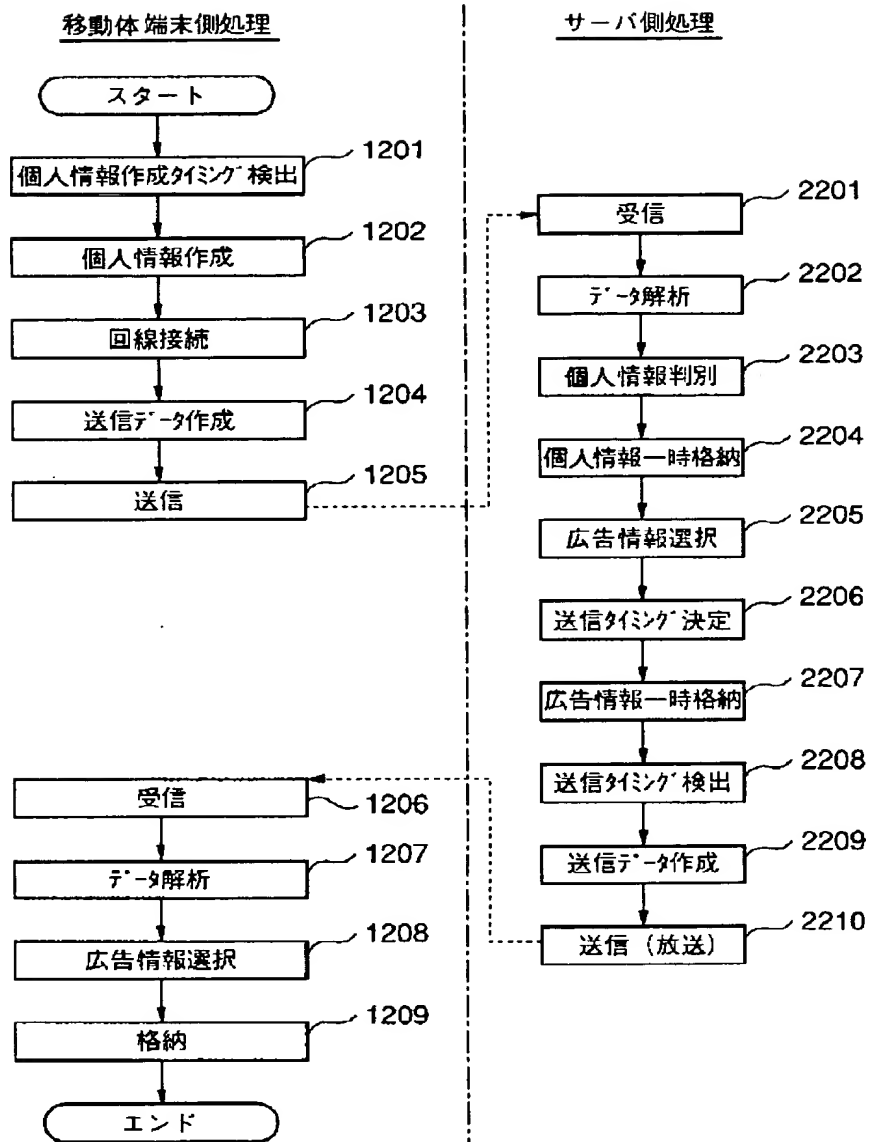 移動体端末側処理
スタート
個人情報作成タイミング検出
1201
個人情報作成
1202
回線接続
1203
送信データ作成
1204
送信
1205
受信
1206
データ解析
1207
広告情報選択
1208
格納
1209
エンド
サーバ側処理
受信
2201
データ解析
2202
個人情報判別
2203
個人情報一時格納
2204
広告情報選択
2205
送信タイミング決定
2206
広告情報一時格納
2207
送信タイミング検出
2208
送信データ作成
2209
送信(放送)
2210